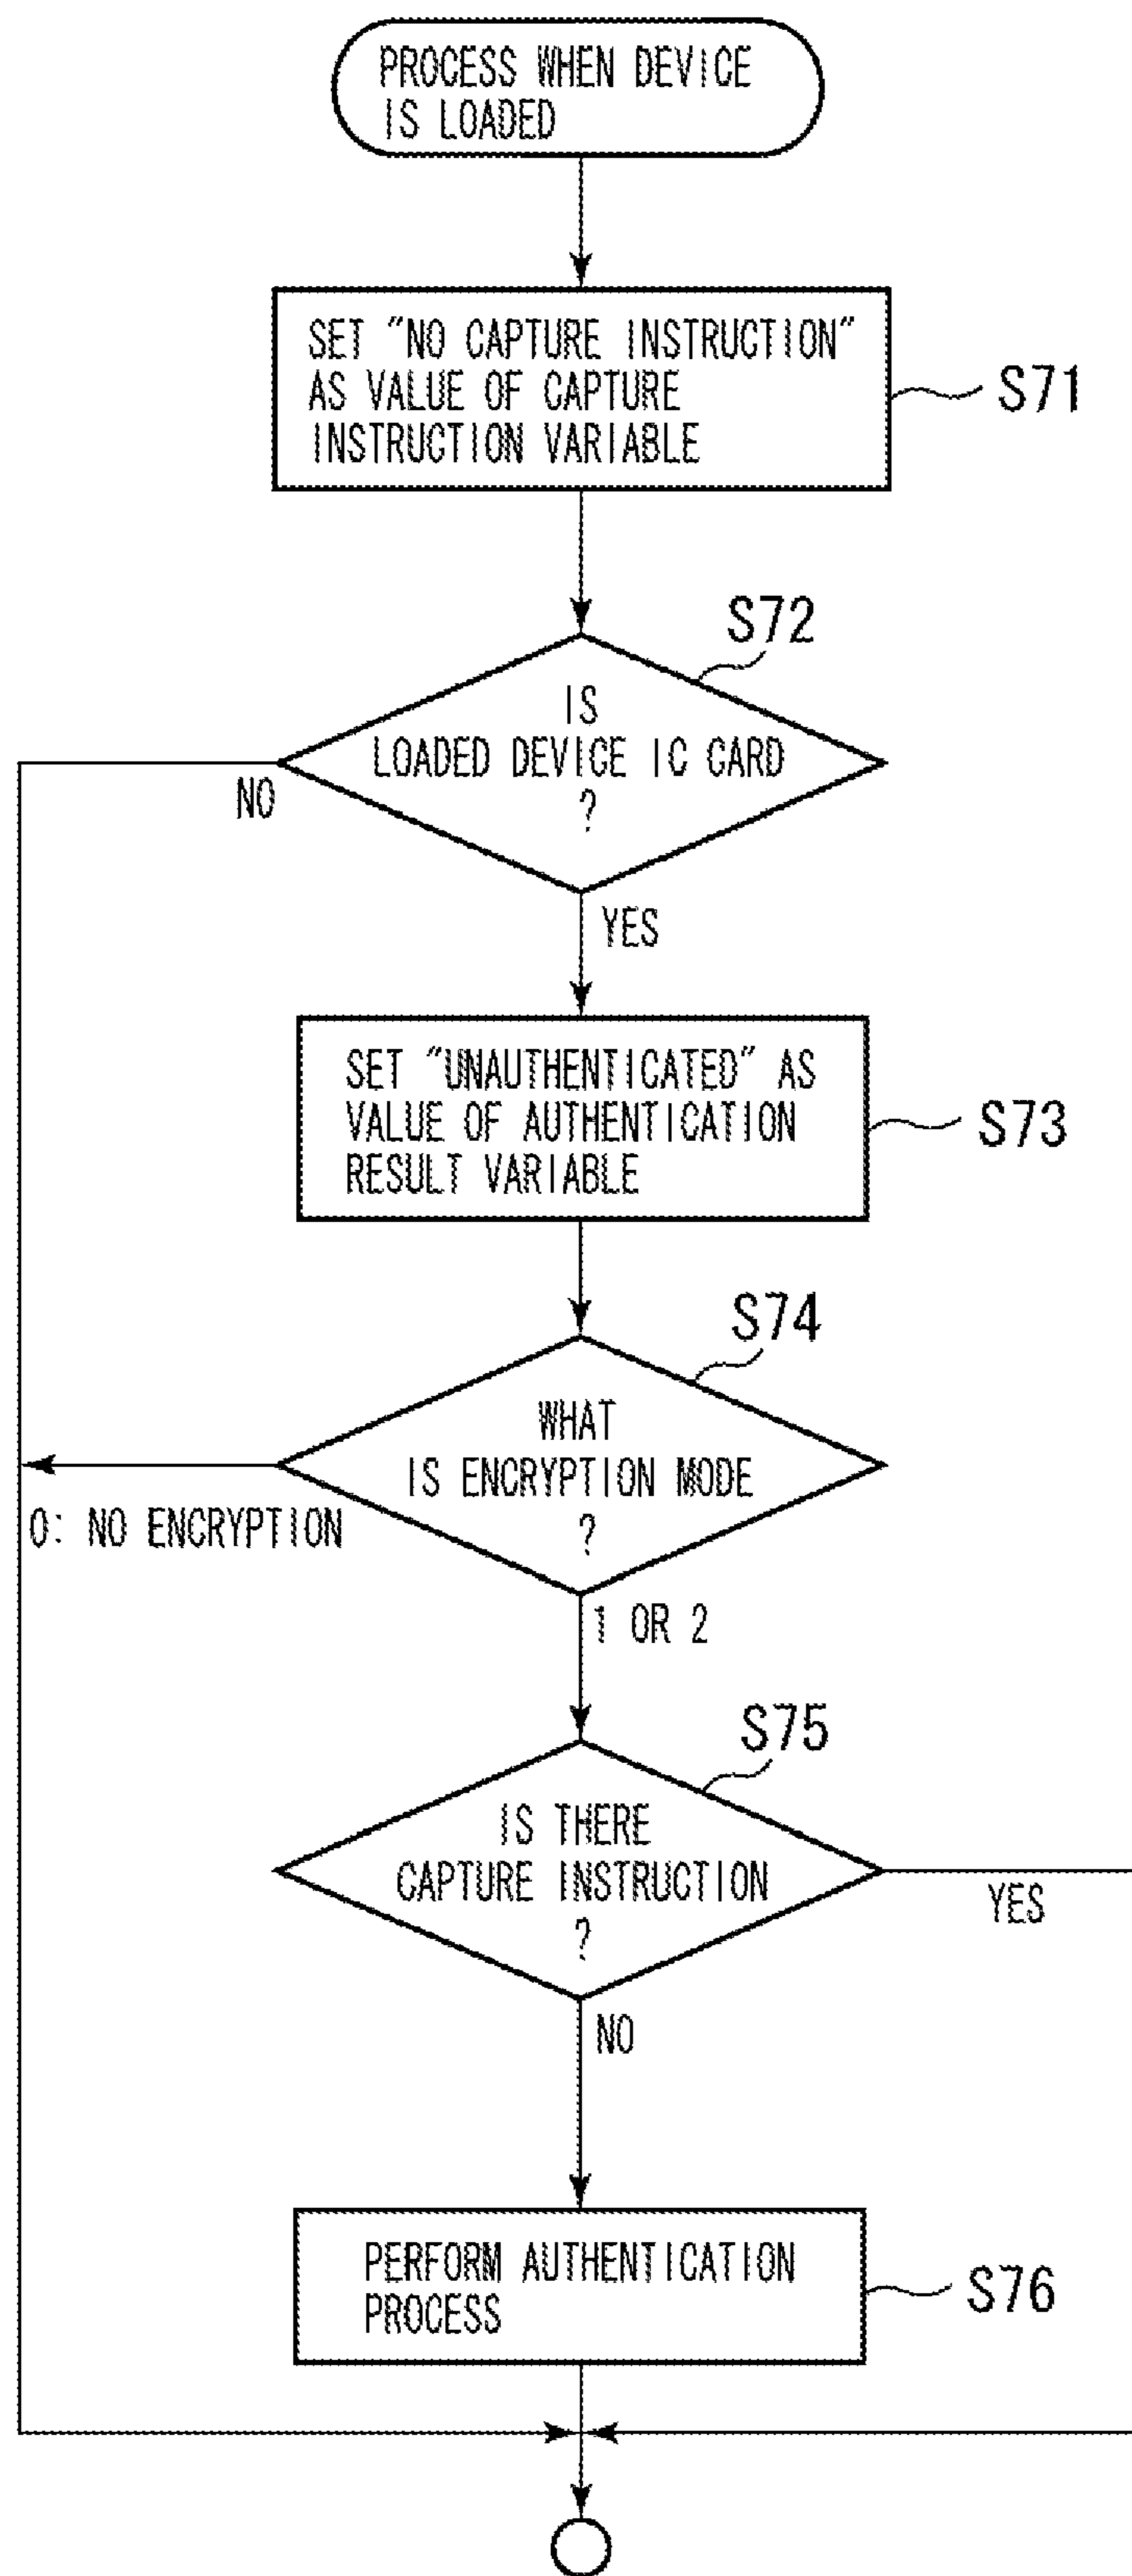 PROCESS WHEN DEVICE
IS LOADED
SET "NO CAPTURE INSTRUCTION"
AS VALUE OF CAPTURE
INSTRUCTION VARIABLE
S71
S72
IS
LOADED DEVICE IC CARD
?
NO
YES
SET "UNAUTHENTICATED" AS
VALUE OF AUTHENTICATION
RESULT VARIABLE
S73
S74
WHAT
IS ENCRYPTION MODE
?
0: NO ENCRYPTION
1 OR 2
S75
IS THERE
CAPTURE INSTRUCTION
?
YES
NO
PERFORM AUTHENTICATION
PROCESS
S76